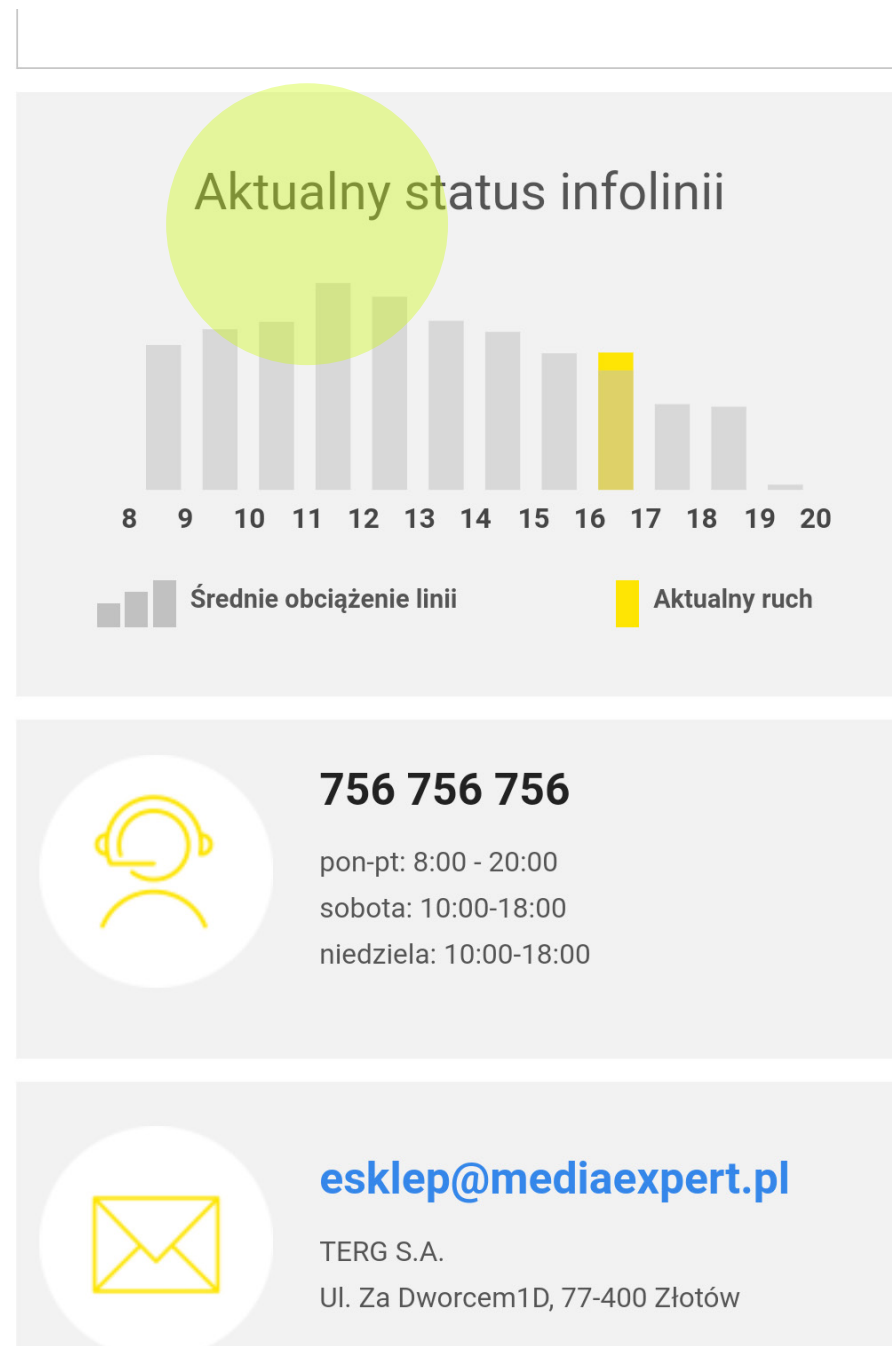 Aktualny status infolinii
8 9 10 11 12 13 14 15 16 17 18 19 20
Średnie obciążenie linii
Aktualny ruch
756 756 756
pon-pt: 8:00 - 20:00
sobota: 10:00-18:00
niedziela: 10:00-18:00
esklep@mediaexpert.pl
TERG S.A.
Ul. Za Dworcem1D, 77-400 Złotów